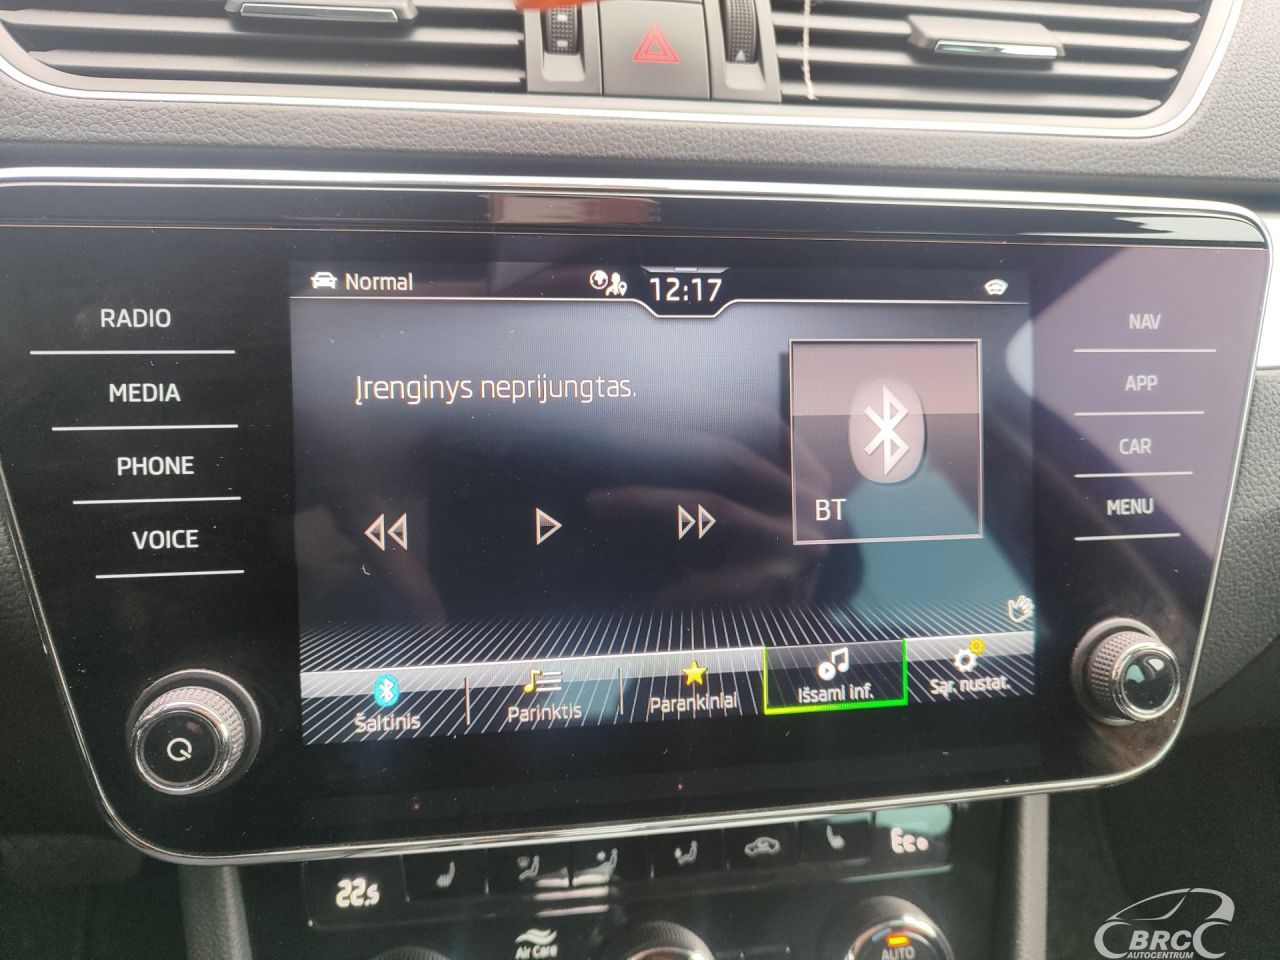 Normal
12:17
RADIO
MEDIA
PHONE
VOICE
NAV
APP
CAR
MENU
Įrenginys neprijungtas.
BT
Šaltinis
Parinktis
Parankiniai
Išsami inf.
Sąr. nustat.
22.5
Eco
Air Care
AUTO
BRC
AUTOCENTRUM